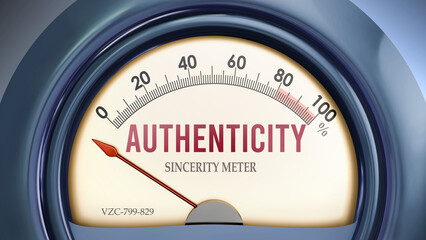 0 20 40 60 80 100
%
AUTHENTICITY
SINCERITY METER
VZC-799-829